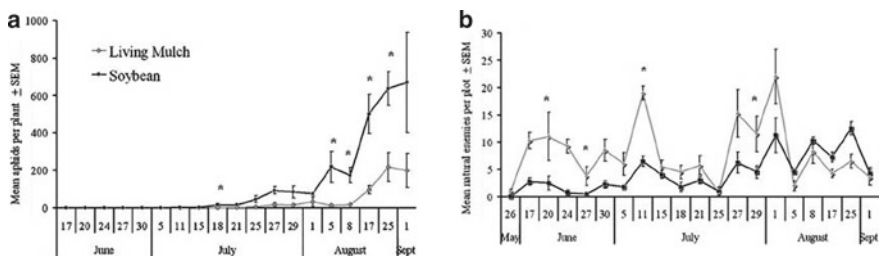 a
Mean aphids per plant ± SEM
1000
800
600
400
200
0
Living Mulch
Soybean
* * * * *
17 20 24 27 30 5 11 15 18 21 25 27 29 1 5 8 17 25 1
June July August Sept
b
Mean natural enemies per plot ± SEM
30
25
20
15
10
5
0
* * * *
26 17 20 24 27 30 5 11 15 18 21 25 27 29 1 5 8 17 25 1
May June July August Sept